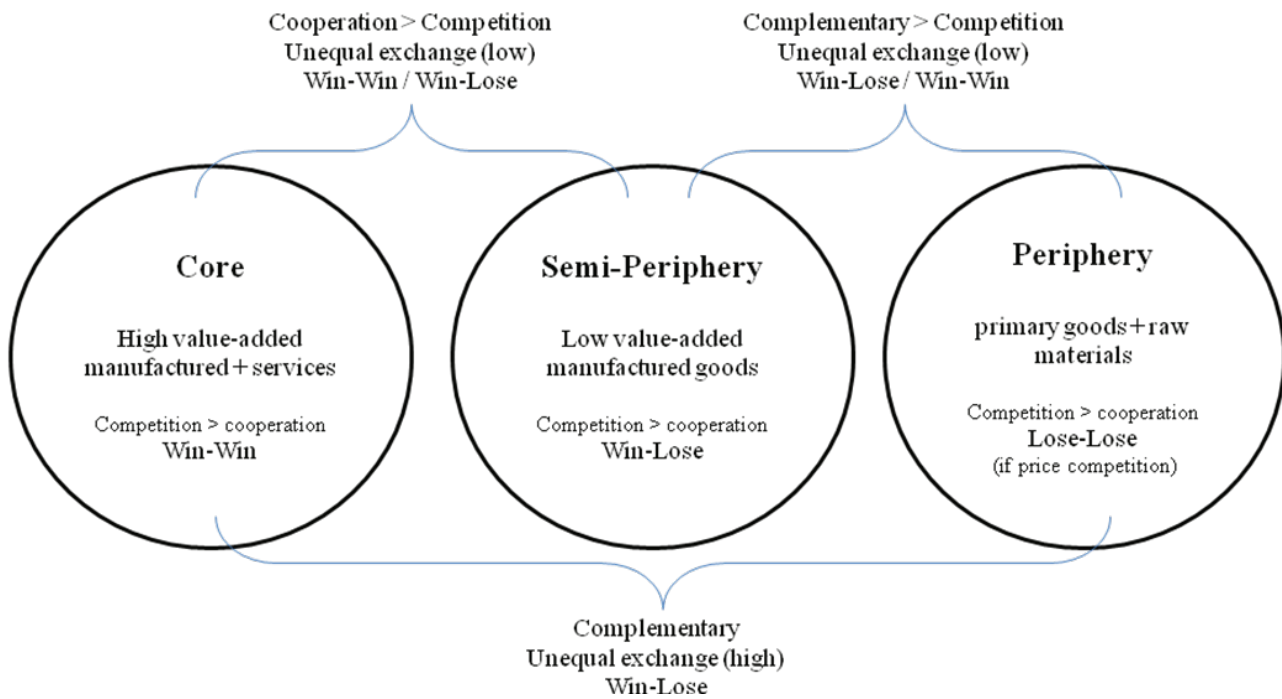 Cooperation > Competition
Unequal exchange (low)
Win-Win / Win-Lose
Complementary > Competition
Unequal exchange (low)
Win-Lose / Win-Win
Core
High value-added
manufactured + services
Competition > cooperation
Win-Win
Semi-Periphery
Low value-added
manufactured goods
Competition > cooperation
Win-Lose
Periphery
primary goods + raw
materials
Competition > cooperation
Lose-Lose
(if price competition)
Complementary
Unequal exchange (high)
Win-Lose